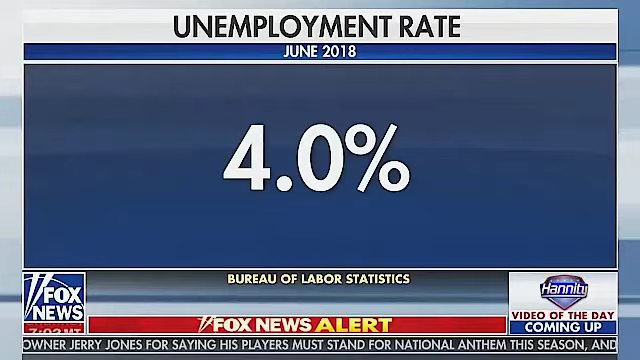 UNEMPLOYMENT RATE
JUNE 2018
4.0%
BUREAU OF LABOR STATISTICS
FOX
NEWS
Hannity
VIDEO OF THE DAY
COMING UP
FOX NEWS ALERT
OWNER JERRY JONES FOR SAYING HIS PLAYERS MUST STAND FOR NATIONAL ANTHEM THIS SEASON, AND